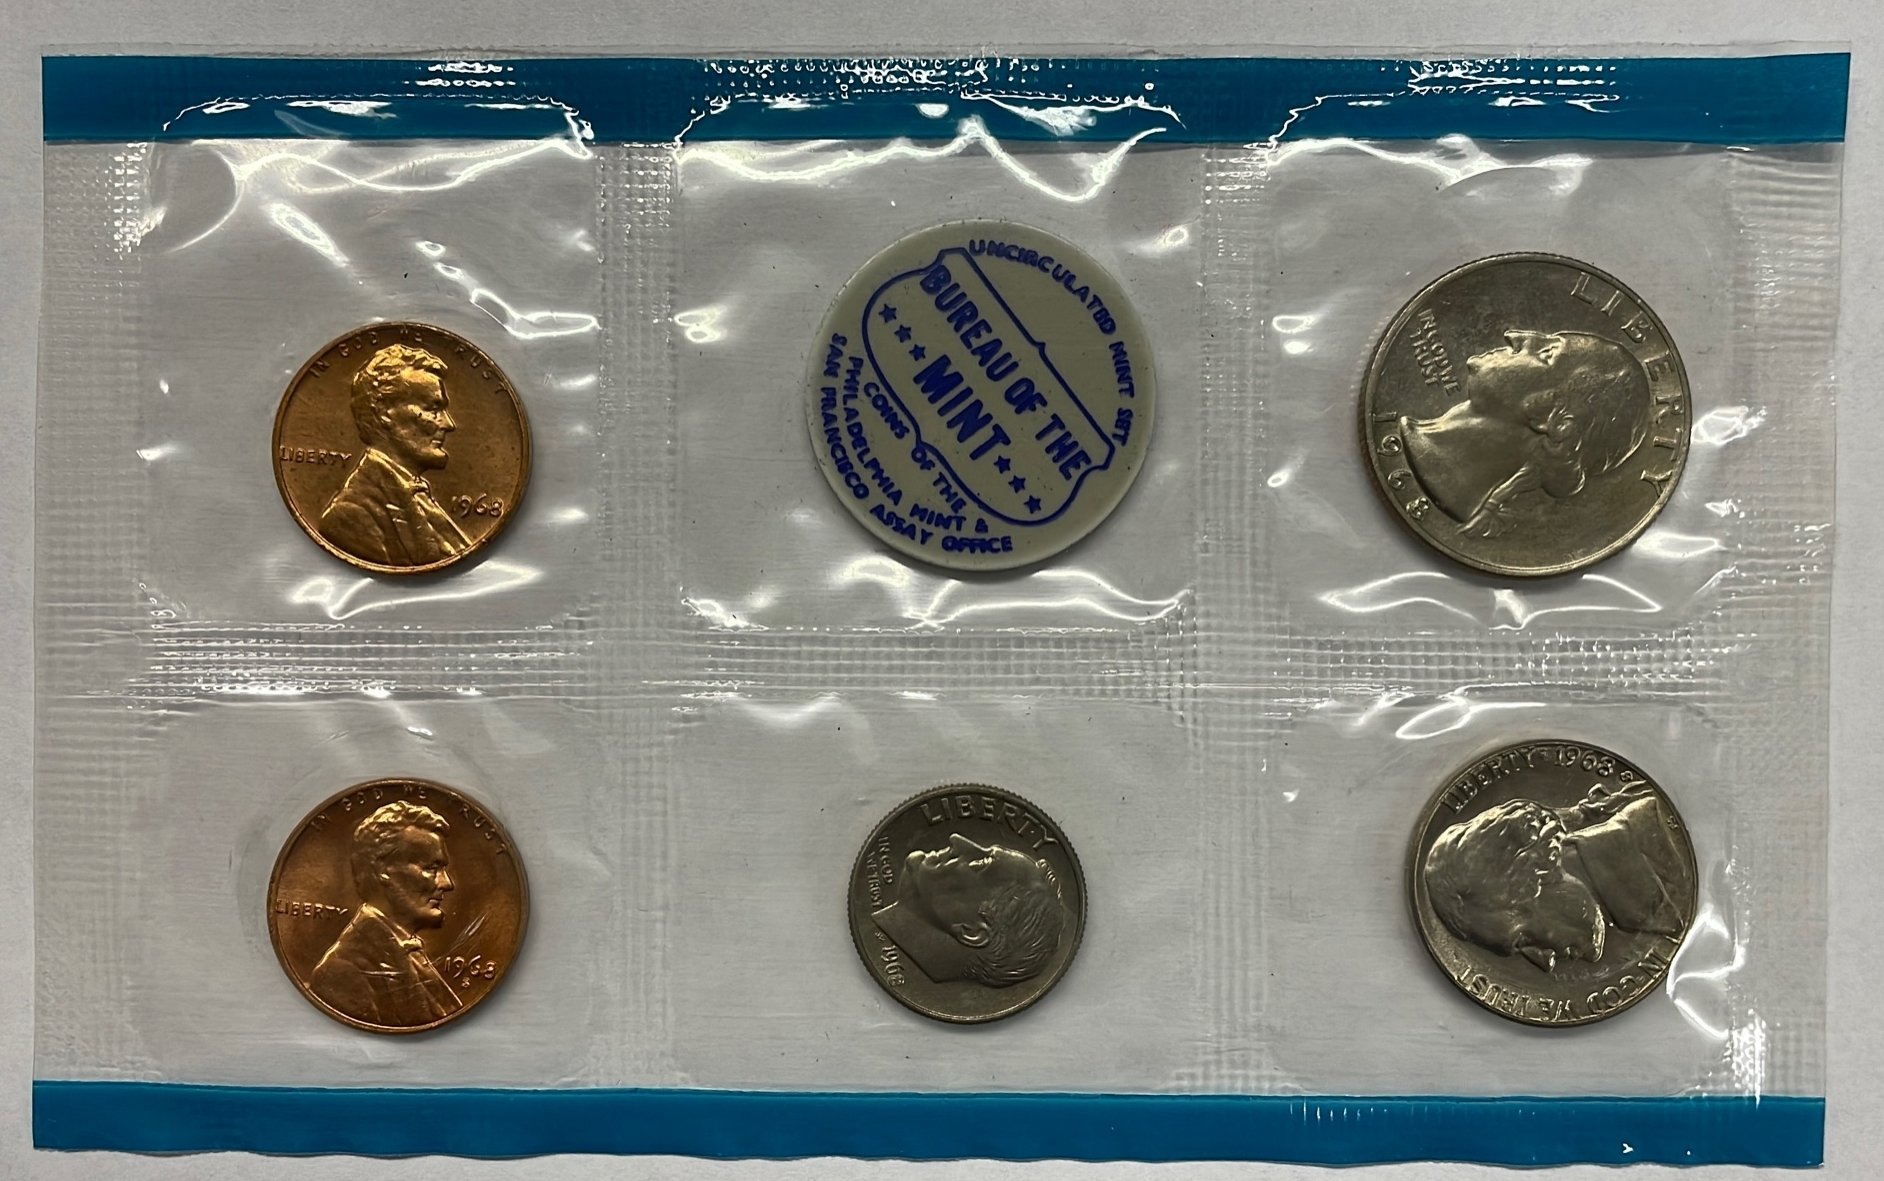 IN GOD WE TRUST
LIBERTY
1968
UNCIRCULATED MINT SET
BUREAU OF THE
MINT
COINS OF THE
PHILADELPHIA MINT &
SAN FRANCISCO ASSAY OFFICE
LIBERTY
IN GOD WE
TRUST
1968
IN GOD WE TRUST
LIBERTY
1968
S
LIBERTY
IN GOD
WE TRUST
1968
LIBERTY 1968
S
IN GOD WE TRUST